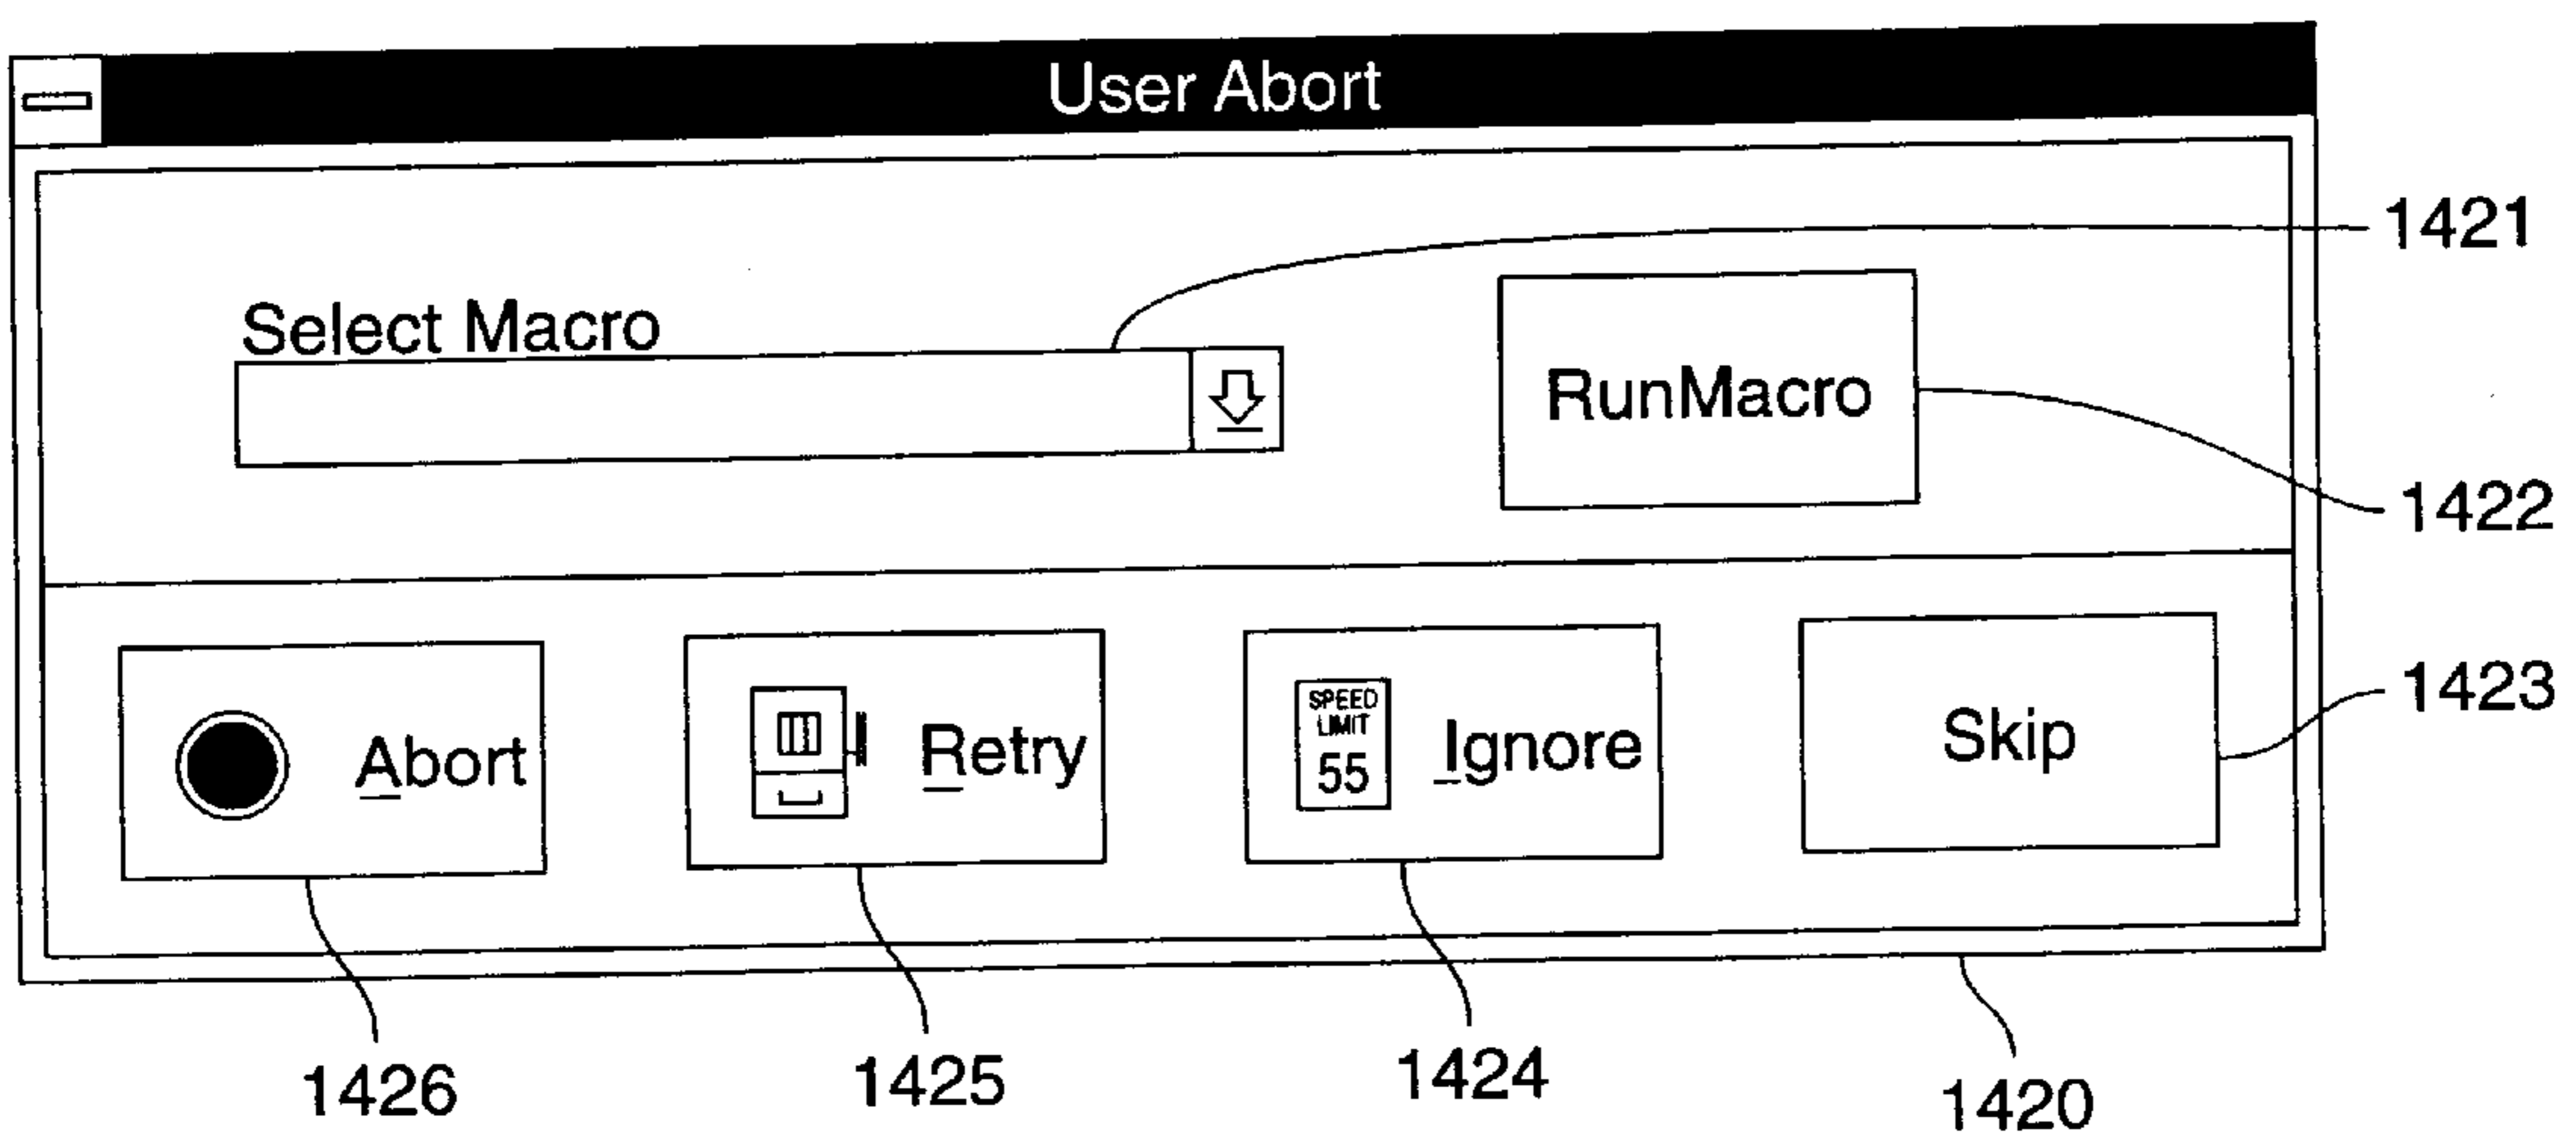 User Abort
1421
Select Macro
RunMacro
1422
Abort
Retry
SPEED
LIMIT
55
Ignore
Skip
1423
1426
1425
1424
1420